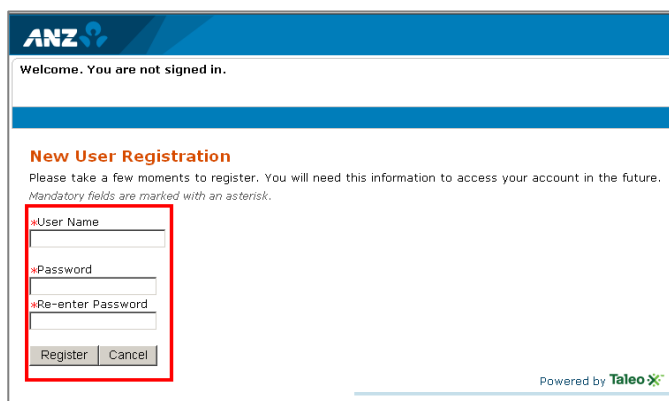 ANZ
Welcome. You are not signed in.
New User Registration
Please take a few moments to register. You will need this information to access your account in the future.
Mandatory fields are marked with an asterisk.
*User Name
*Password
*Re-enter Password
Register Cancel
Powered by Taleo